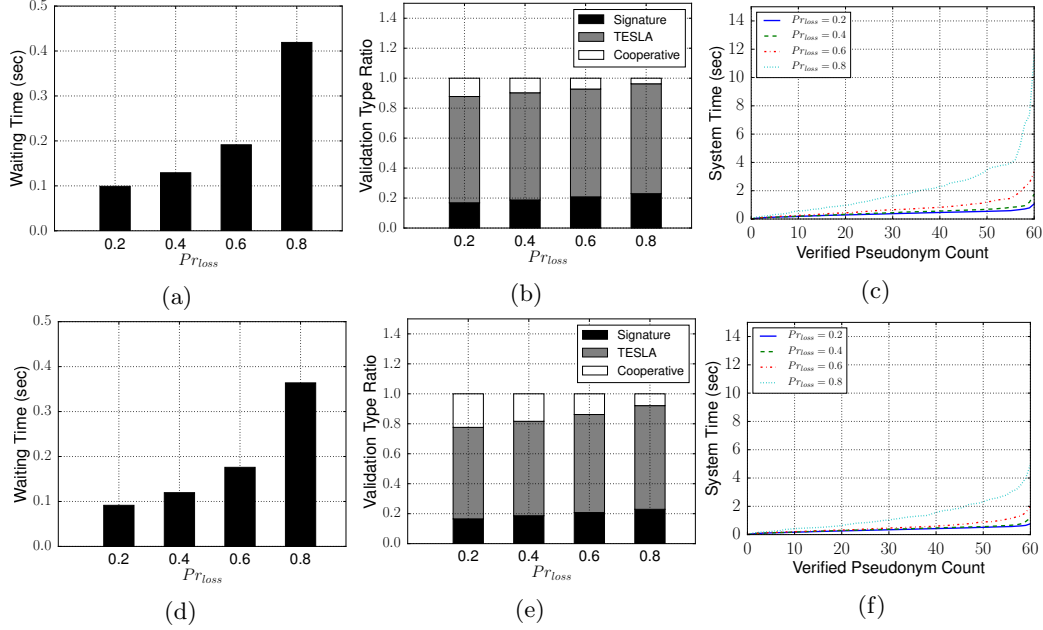 0.5
0.4
0.3
0.2
0.1
0.0
Waiting Time (sec)
0.2 0.4 0.6 0.8
Pr_loss
(a)
1.4
1.2
1.0
0.8
0.6
0.4
0.2
0.0
Validation Type Ratio
Signature
TESLA
Cooperative
0.2 0.4 0.6 0.8
Pr_loss
(b)
14
12
10
8
6
4
2
0
System Time (sec)
Pr_loss = 0.2
Pr_loss = 0.4
Pr_loss = 0.6
Pr_loss = 0.8
0 10 20 30 40 50 60
Verified Pseudonym Count
(c)
0.5
0.4
0.3
0.2
0.1
0.0
Waiting Time (sec)
0.2 0.4 0.6 0.8
Pr_loss
(d)
1.4
1.2
1.0
0.8
0.6
0.4
0.2
0.0
Validation Type Ratio
Signature
TESLA
Cooperative
0.2 0.4 0.6 0.8
Pr_loss
(e)
14
12
10
8
6
4
2
0
System Time (sec)
Pr_loss = 0.2
Pr_loss = 0.4
Pr_loss = 0.6
Pr_loss = 0.8
0 10 20 30 40 50 60
Verified Pseudonym Count
(f)